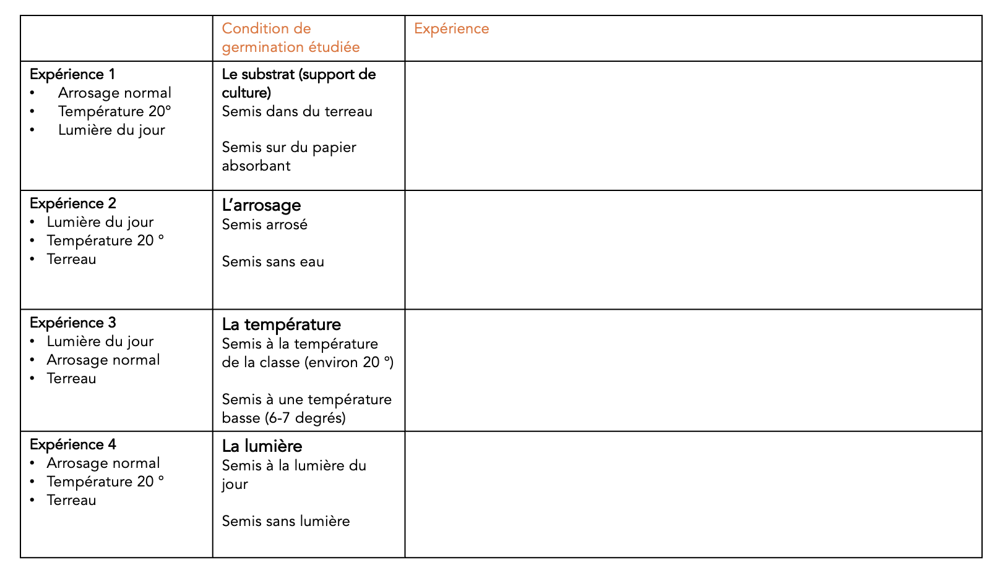 Condition de
germination étudiée
Expérience
Expérience 1
• Arrosage normal
• Température 20°
• Lumière du jour
Le substrat (support de
culture)
Semis dans du terreau
Semis sur du papier
absorbant
Expérience 2
• Lumière du jour
• Température 20 °
• Terreau
L’arrosage
Semis arrosé
Semis sans eau
Expérience 3
• Lumière du jour
• Arrosage normal
• Terreau
La température
Semis à la température
de la classe (environ 20 °)
Semis à une température
basse (6-7 degrés)
Expérience 4
• Arrosage normal
• Température 20 °
• Terreau
La lumière
Semis à la lumière du
jour
Semis sans lumière